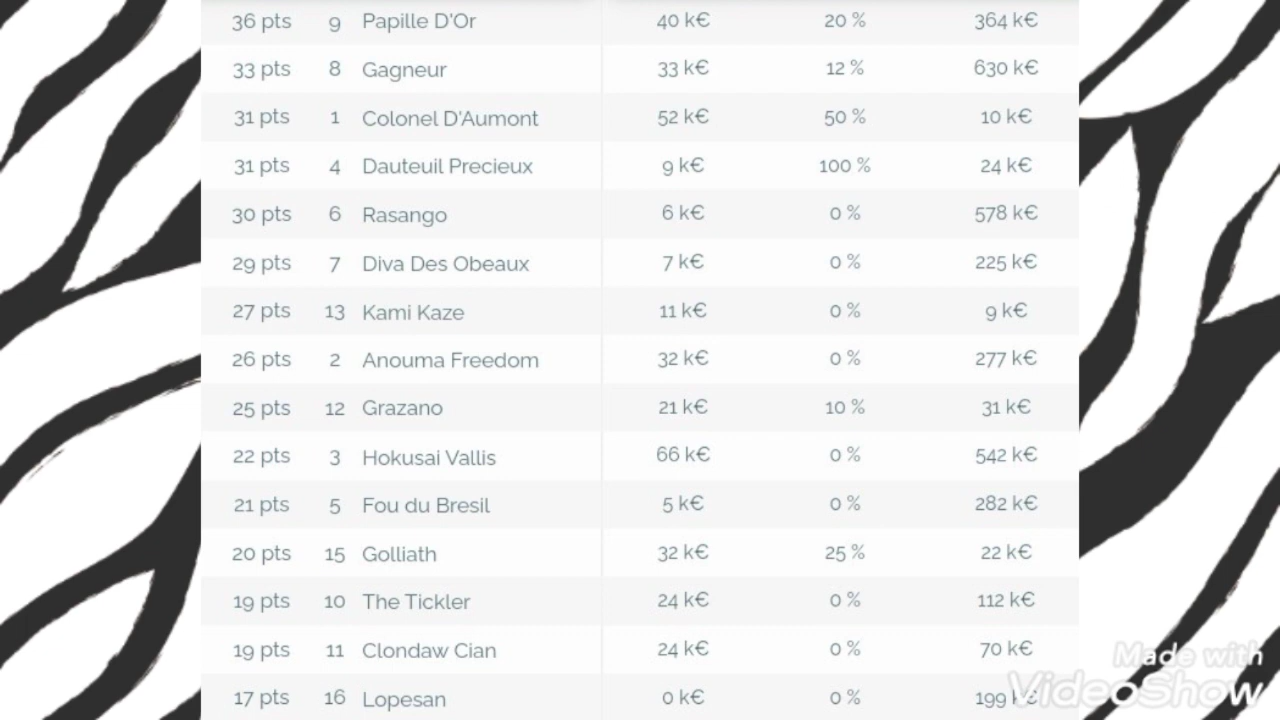 36 pts 9 Papille D'Or 40 k€ 20 % 364 k€
33 pts 8 Gagneur 33 k€ 12 % 630 k€
31 pts 1 Colonel D'Aumont 52 k€ 50 % 10 k€
31 pts 4 Dauteuil Precieux 9 k€ 100 % 24 k€
30 pts 6 Rasango 6 k€ 0 % 578 k€
29 pts 7 Diva Des Obeaux 7 k€ 0 % 225 k€
27 pts 13 Kami Kaze 11 k€ 0 % 9 k€
26 pts 2 Anouma Freedom 32 k€ 0 % 277 k€
25 pts 12 Grazano 21 k€ 10 % 31 k€
22 pts 3 Hokusai Vallis 66 k€ 0 % 542 k€
21 pts 5 Fou du Bresil 5 k€ 0 % 282 k€
20 pts 15 Golliath 32 k€ 25 % 22 k€
19 pts 10 The Tickler 24 k€ 0 % 112 k€
19 pts 11 Clondaw Cian 24 k€ 0 % 70 k€
17 pts 16 Lopesan 0 k€ 0 % 199 k€
Made with
VideoShow